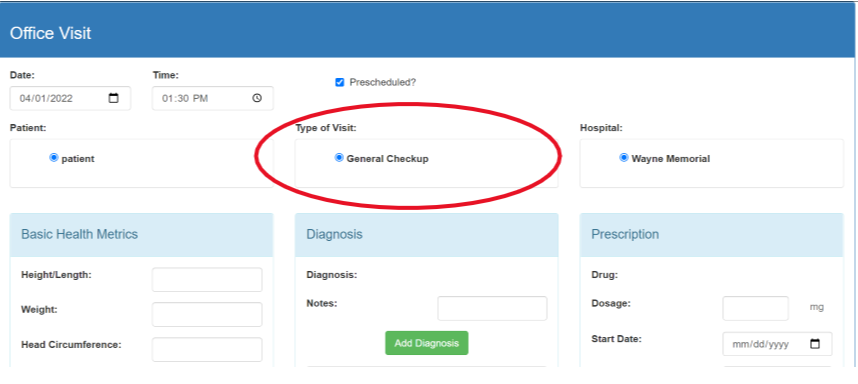 Office Visit
Date:
Time:
Prescheduled?
04/01/2022
01:30 PM
Patient:
Type of Visit:
Hospital:
patient
General Checkup
Wayne Memorial
Basic Health Metrics
Diagnosis
Prescription
Height/Length:
Diagnosis:
Drug:
Weight:
Notes:
Dosage:
mg
Head Circumference:
Add Diagnosis
Start Date:
mm/dd/yyyy